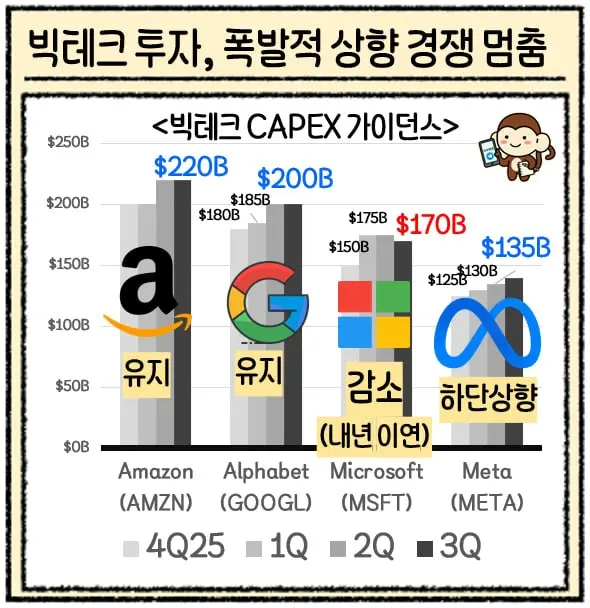 빅테크 투자, 폭발적 상향 경쟁 멈춤
<빅테크 CAPEX 가이던스>
$250B
$200B
$150B
$100B
$50B
$0B
$220B
$180B
$185B
$200B
$150B
$175B
$170B
$125B
$130B
$135B
유지
유지
감소
(내년 이연)
하단상향
Amazon
(AMZN)
Alphabet
(GOOGL)
Microsoft
(MSFT)
Meta
(META)
4Q25 1Q 2Q 3Q